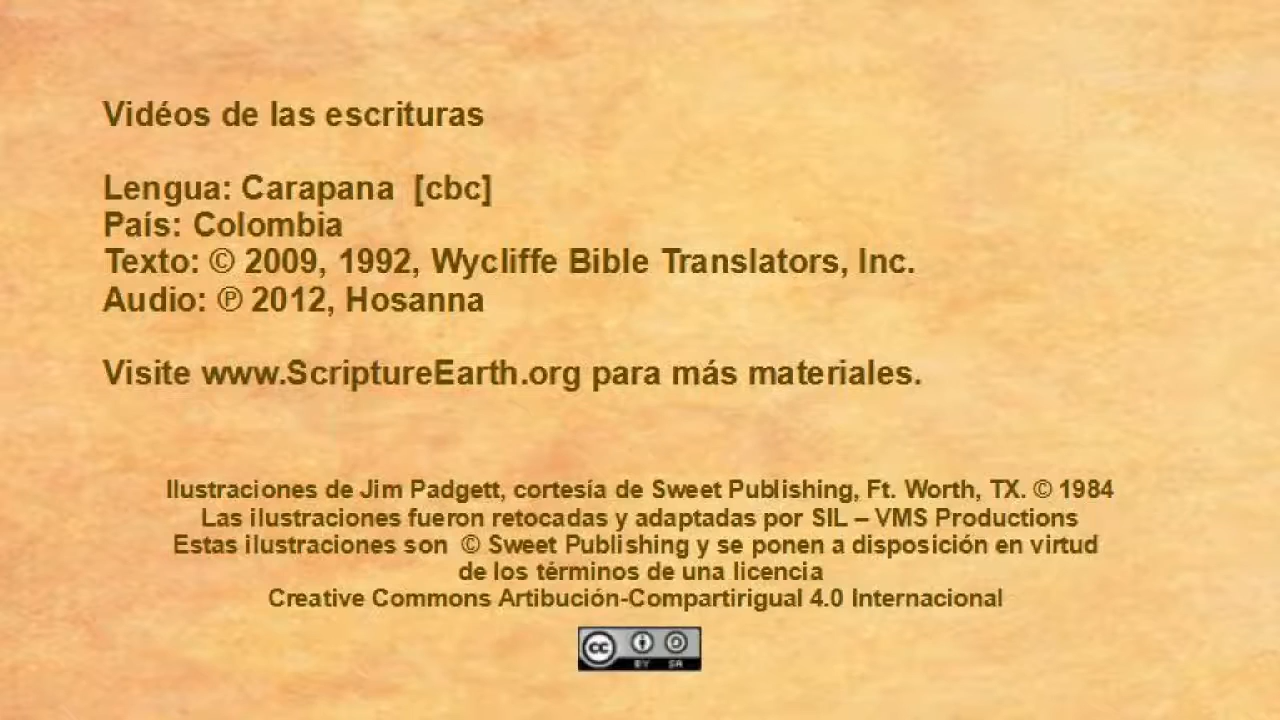 Vidéos de las escrituras
Lengua: Carapana [cbc]
País: Colombia
Texto: © 2009, 1992, Wycliffe Bible Translators, Inc.
Audio: ℗ 2012, Hosanna
Visite www.ScriptureEarth.org para más materiales.
Ilustraciones de Jim Padgett, cortesía de Sweet Publishing, Ft. Worth, TX. © 1984
Las ilustraciones fueron retocadas y adaptadas por SIL – VMS Productions
Estas ilustraciones son © Sweet Publishing y se ponen a disposición en virtud
de los términos de una licencia
Creative Commons Artibución-Compartirigual 4.0 Internacional
cc BY SA